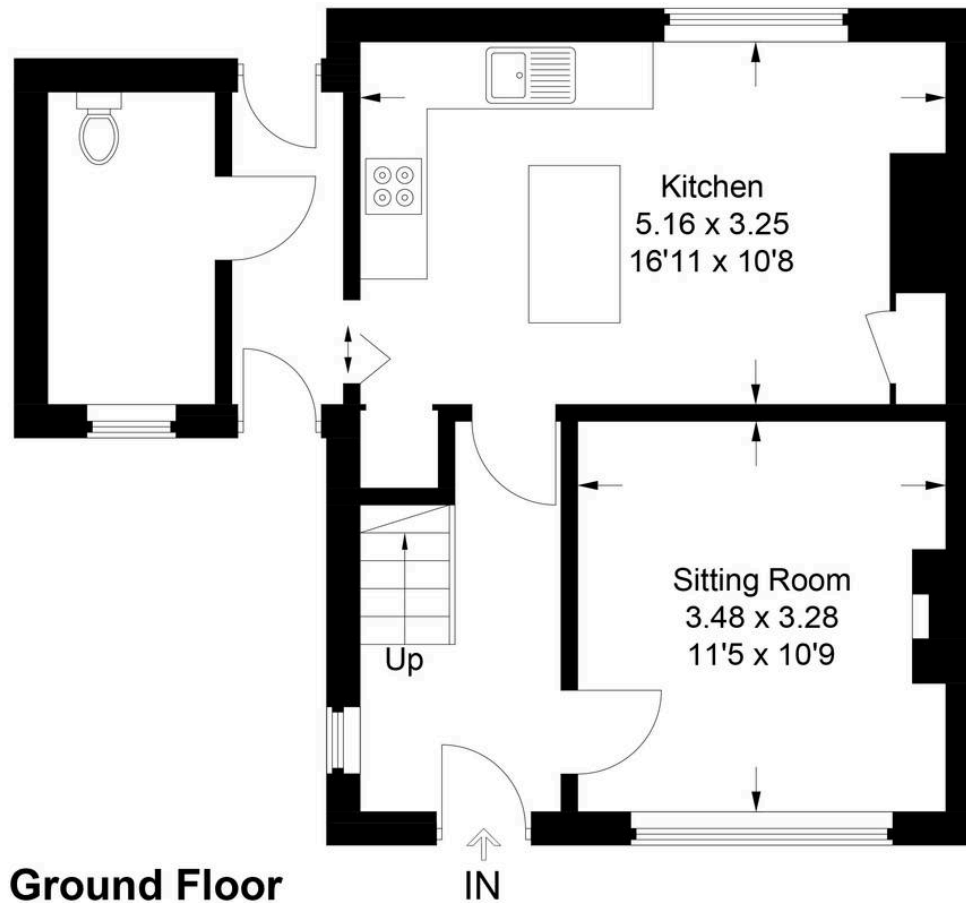 Kitchen
5.16 x 3.25
16'11 x 10'8
Sitting Room
3.48 x 3.28
11'5 x 10'9
Up
Ground Floor
IN